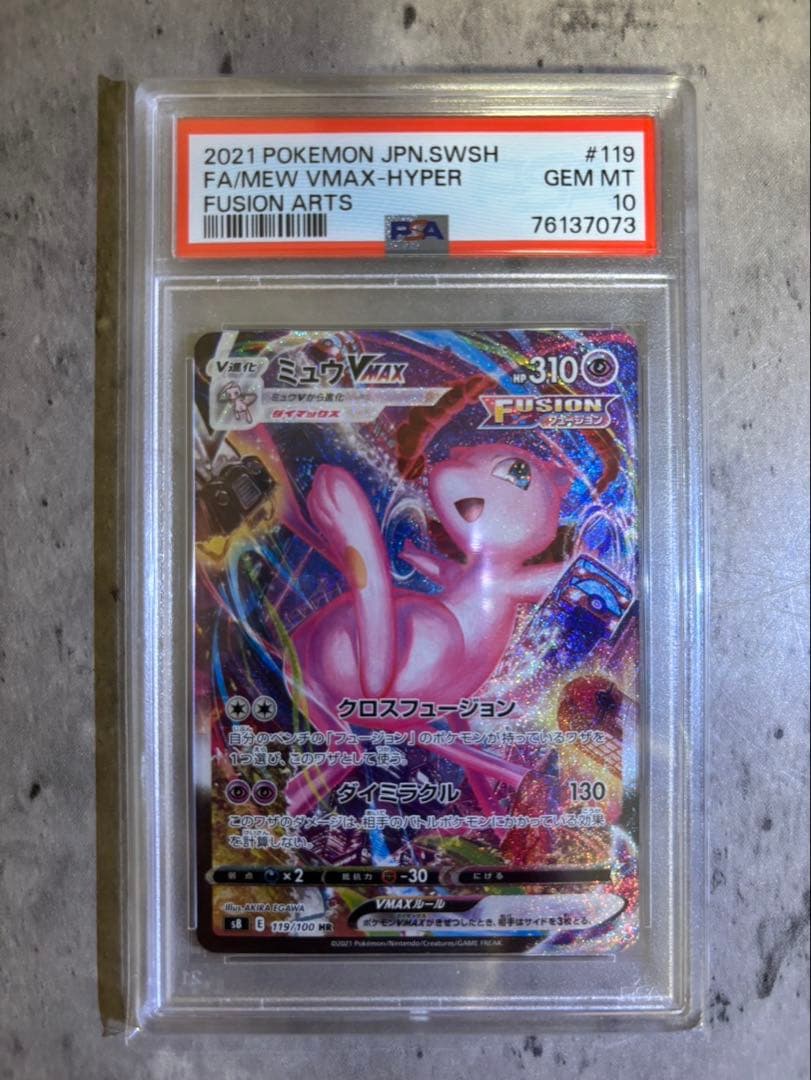 2021 POKEMON JPN.SWSH #119
FA/MEW VMAX-HYPER GEM MT
FUSION ARTS 10
PSA 76137073
V進化 ミュウVMAX HP310
ミュウVから進化
ダイマックス
FUSION
フュージョン
クロスフュージョン
自分のベンチの「フュージョン」のポケモンが持っているワザを
1つ選び、このワザとして使う。
ダイミラクル 130
このワザのダメージは、相手のバトルポケモンにかかっている効果
を計算しない。
弱点 ×2 抵抗力 -30 にげる
Illus. AKIRA EGAWA
VMAXルール
s8 E 119/100 HR
ポケモンVMAXがきぜつしたとき、相手はサイドを3枚とる。
©2021 Pokémon/Nintendo/Creatures/GAME FREAK